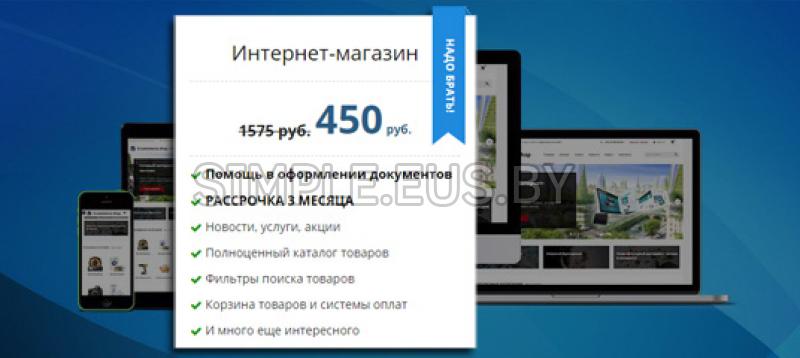 Интернет-магазин
НАДО БРАТЬ!
1575 руб. 450 руб.
Помощь в оформлении документов
РАССРОЧКА 3 МЕСЯЦА
SIMPLE.EUS.BY
Новости, услуги, акции
Полноценный каталог товаров
Фильтры поиска товаров
Корзина товаров и системы оплат
И много еще интересного